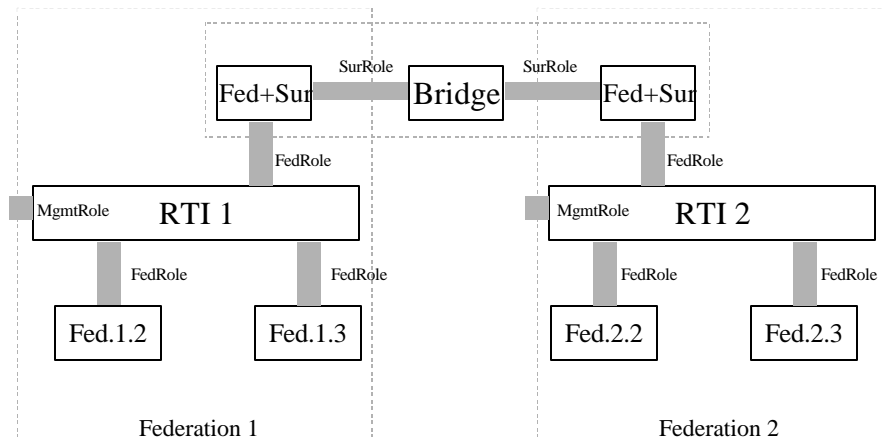 SurRole SurRole
Fed+Sur Bridge Fed+Sur
FedRole FedRole
MgmtRole RTI 1 MgmtRole RTI 2
FedRole FedRole FedRole FedRole
Fed.1.2 Fed.1.3 Fed.2.2 Fed.2.3
Federation 1 Federation 2